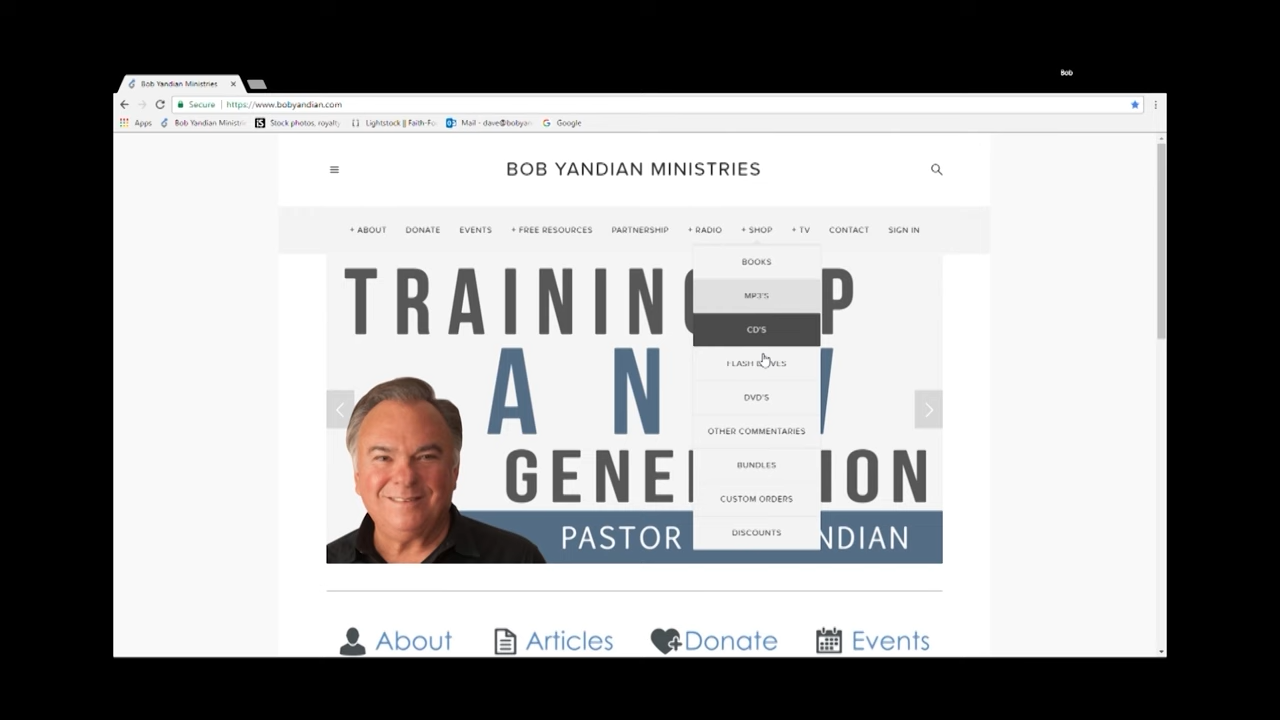 Bob
Bob Yandian Ministries
Secure https://www.bobyandian.com
Apps Bob Yandian Ministri Stock photos, royalty Lightstock || Faith-Fo Mail - dave@bobyan Google
BOB YANDIAN MINISTRIES
+ ABOUT DONATE EVENTS + FREE RESOURCES PARTNERSHIP + RADIO + SHOP + TV CONTACT SIGN IN
BOOKS
MP3'S
CD'S
FLASH
DVD'S
OTHER COMMENTARIES
BUNDLES
CUSTOM ORDERS
DISCOUNTS
TRAINING P
A N
GENE ION
PASTOR NDIAN
About Articles Donate Events